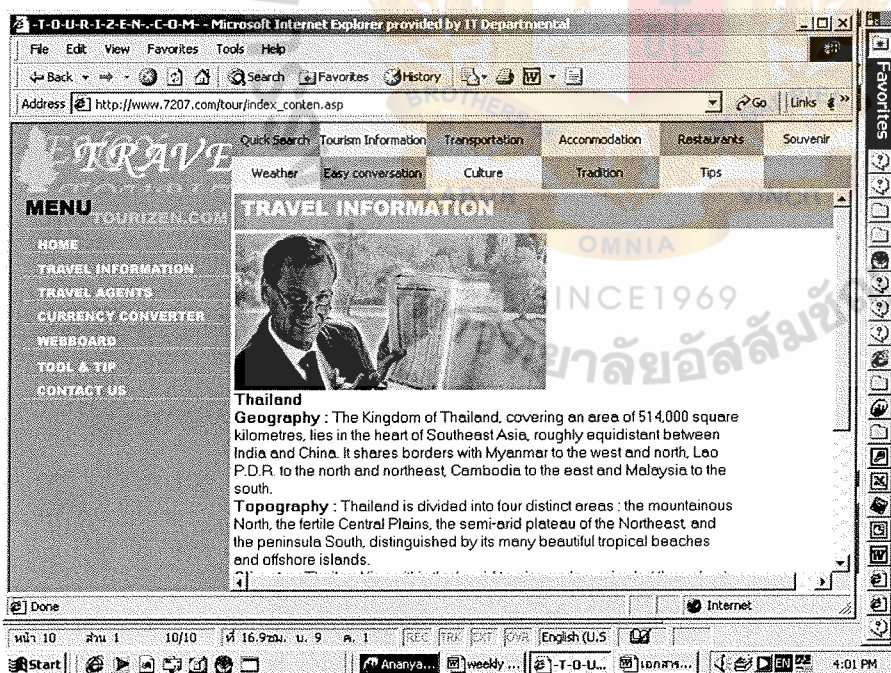 -T-O-U-R-I-Z-E-N-.-C-O-M- - Microsoft Internet Explorer provided by IT Departmental
File Edit View Favorites Tools Help
Back Search Favorites History
Address http://www.7207.com/tour/index_conten.asp Go Links »
Favorites
TRAVE
Quick Search Tourism Information Transportation Accommodation Restaurants Souvenir
Weather Easy conversation Culture Tradition Tips
MENU TOURIZEN.COM
TRAVEL INFORMATION
HOME
TRAVEL INFORMATION
TRAVEL AGENTS
CURRENCY CONVERTER
WEBBOARD
TOOL & TIP
CONTACT US
BROTHERS
LABOR VINCIT
OMNIA
SINCE1969
ยาลัยอัสสัมชัญ
Thailand
Geography : The Kingdom of Thailand, covering an area of 514,000 square
kilometres, lies in the heart of Southeast Asia, roughly equidistant between
India and China. It shares borders with Myanmar to the west and north, Lao
P.D.R. to the north and northeast, Cambodia to the east and Malaysia to the
south.
Topography : Thailand is divided into four distinct areas : the mountainous
North, the fertile Central Plains, the semi-arid plateau of the Northeast, and
the peninsula South, distinguished by its many beautiful tropical beaches
and offshore islands.
Done Internet
หน้า 10 ส่วน 1 10/10 ที่ 16.9ซม. บ. 9 ค. 1 REC TRK EXT OVR English (U.S
Start Ananya... weekly ... -T-O-U... เอกสาร... EN 4:01 PM